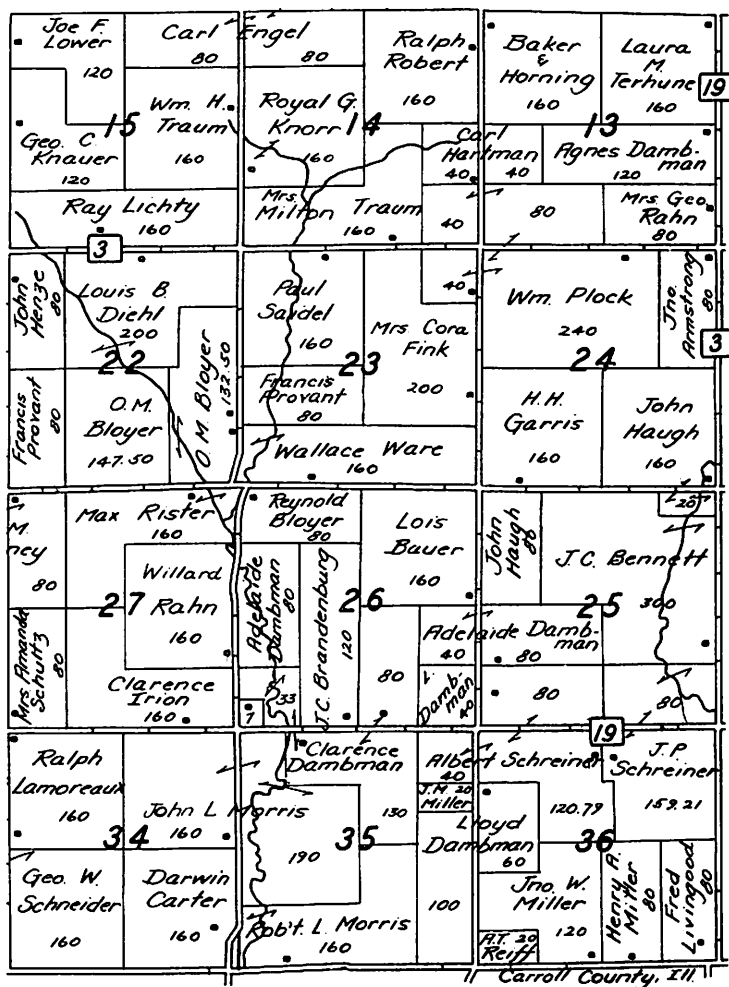 Joe F.
Lower
120
Carl Engel
80
80
Ralph
Robert
160
Baker
&
Horning
160
Laura
M.
Terhune
160
19
15
Wm. H.
Traum
160
Royal G.
Knorr
160
14
13
Geo. C.
Knauer
120
Carl
Hartman
40
40
Agnes Damb-
man
120
Ray Lichty
160
Mrs.
Milton Traum
160
40
80
Mrs. Geo.
Rahn
80
3
John
Henze
80
Louis B.
Diehl
200
Paul
Saidel
160
40
Mrs. Cora
Fink
200
Wm. Plock
240
Jno.
Armstrong
80
3
22
23
24
Francis
Provant
80
O.M.
Bloyer
147.50
O.M. Bloyer
132.50
Francis
Provant
80
H.H.
Garris
160
John
Haugh
160
Wallace Ware
160
M.
ney
80
Max Rister
160
Reynold
Bloyer
80
Lois
Bauer
160
John
Haugh
80
20
J.C. Bennett
300
Willard
Rahn
160
Adelaide
Dambman
80
J.C. Brandenburg
120
27
26
25
Mrs. Amanda
Schultz
80
Adelaide Damb-
man
40
80
80
Clarence
Irion
160
7
33
L.
Damb-
man
40
80
80
19
Ralph
Lamoreaux
160
John L Morris
160
Clarence
Dambman
130
190
Albert Schreiner
40
120.79
J.P.
Schreiner
159.21
J.M. 20
Miller
34
35
36
Lloyd
Dambman
60
100
Geo. W.
Schneider
160
Darwin
Carter
160
Rob't. L. Morris
160
Jno. W.
Miller
120
Henry A.
Miller
80
Fred
Livingood
80
A.T. 20
Reiff
Carroll County, Ill.